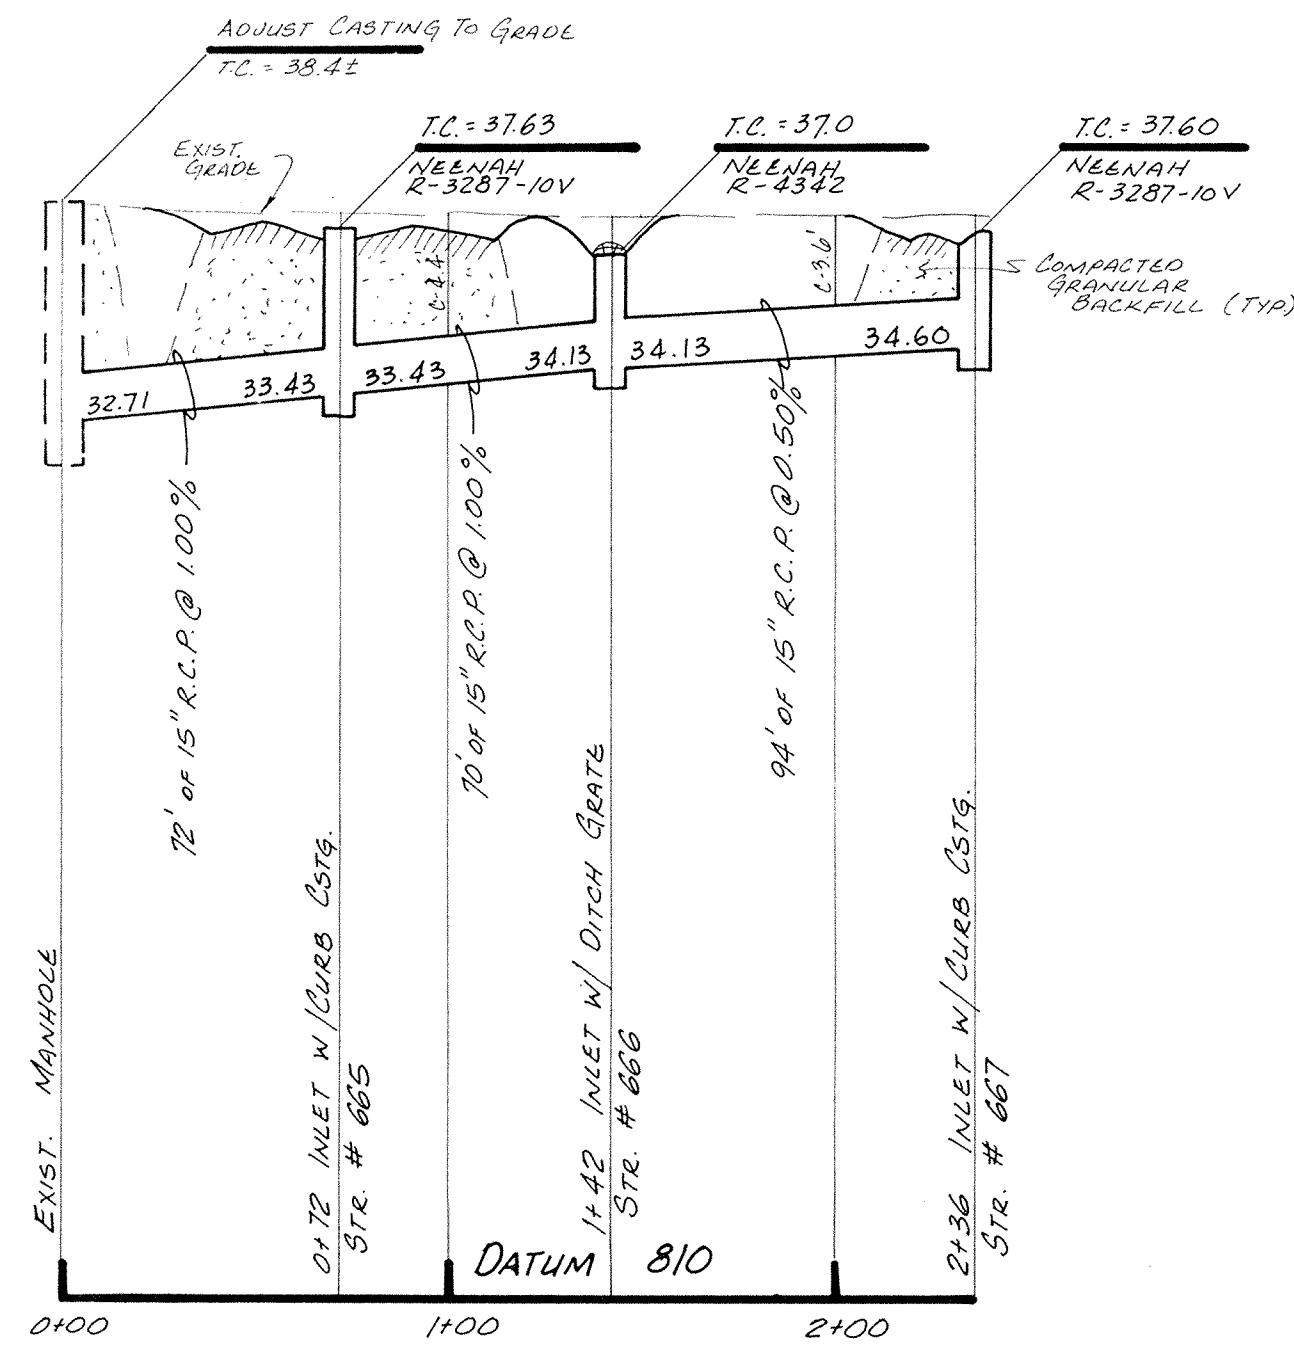 ADJUST CASTING TO GRADE
T.C. = 38.4±
T.C. = 37.63
NEENAH
R-3287-10V
T.C. = 37.0
NEENAH
R-4342
T.C. = 37.60
NEENAH
R-3287-10V
EXIST.
GRADE
C-4.4'
C-3.6'
COMPACTED
GRANULAR
BACKFILL (TYP.)
32.71
33.43
33.43
34.13
34.13
34.60
72' OF 15" R.C.P. @ 1.00%
70' OF 15" R.C.P. @ 1.00%
94' OF 15" R.C.P. @ 0.50%
EXIST. MANHOLE
0+72 INLET W/CURB CSTG.
STR. # 665
1+42 INLET W/ DITCH GRATE
STR. # 666
2+36 INLET W/CURB CSTG.
STR. # 667
DATUM 810
0+00
1+00
2+00